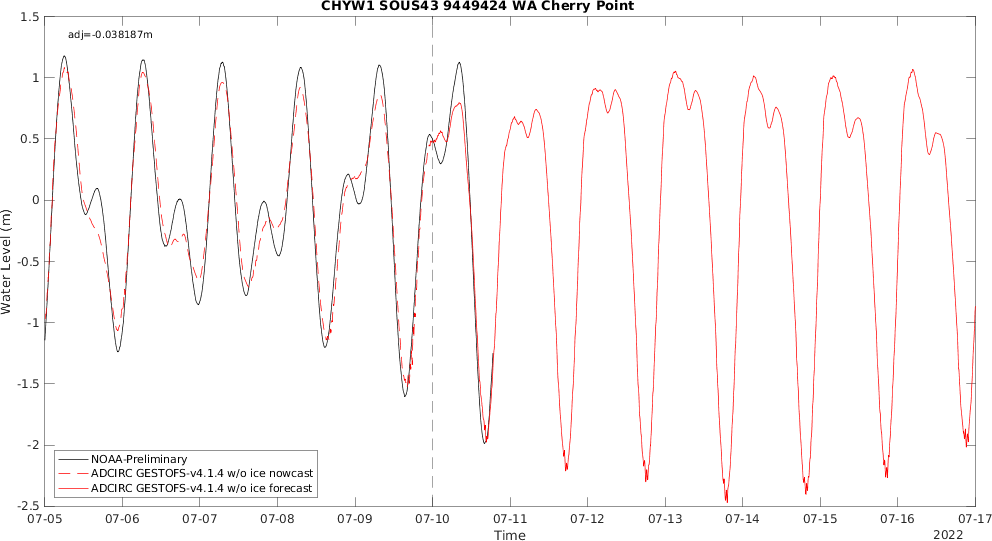 CHYW1 SOUS43 9449424 WA Cherry Point
adj=-0.038187m
1.5
1
0.5
0
-0.5
-1
-1.5
-2
-2.5
Water Level (m)
NOAA-Preliminary
ADCIRC GESTOFS-v4.1.4 w/o ice nowcast
ADCIRC GESTOFS-v4.1.4 w/o ice forecast
07-05 07-06 07-07 07-08 07-09 07-10 07-11 07-12 07-13 07-14 07-15 07-16 07-17
Time
2022